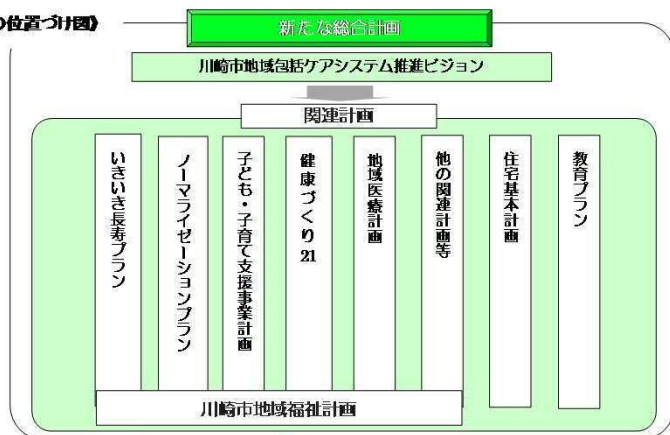 の位置づけ図》
新たな総合計画
川崎市地域包括ケアシステム推進ビジョン
関連計画
いきいき長寿プラン
ノーマライゼーションプラン
子ども・子育て支援事業計画
健康づくり21
地域医療計画
他の関連計画等
住宅基本計画
教育プラン
川崎市地域福祉計画